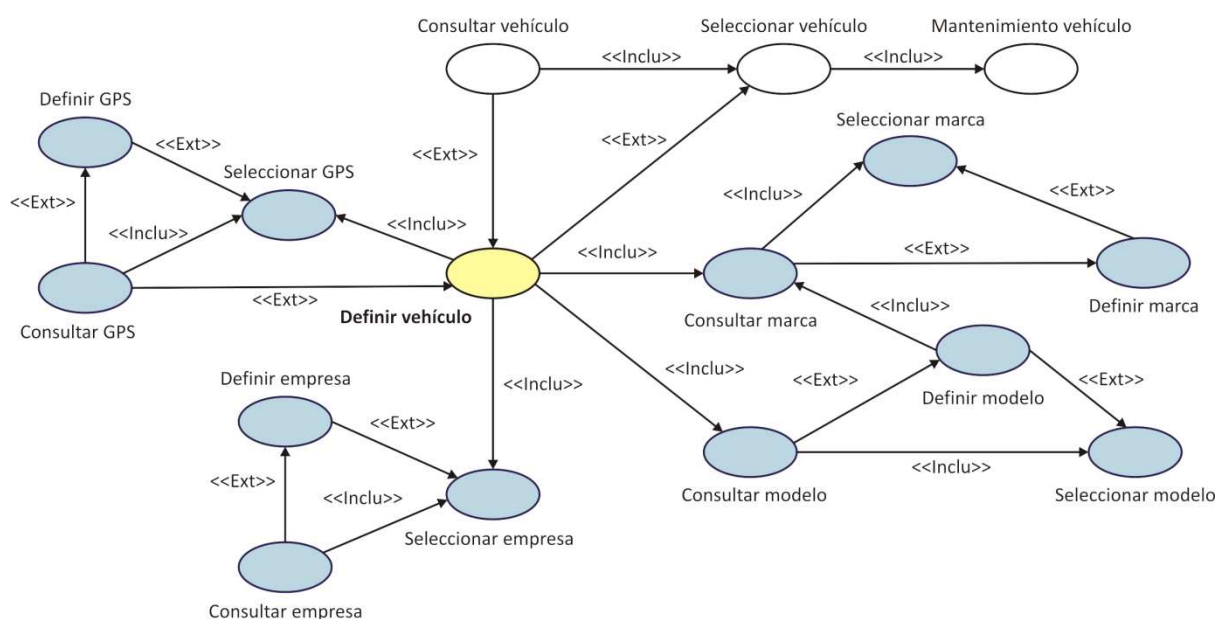 Consultar vehículo
Seleccionar vehículo
Mantenimiento vehículo
<<Inclu>>
<<Inclu>>
Definir GPS
<<Ext>>
Seleccionar GPS
<<Ext>>
<<Ext>>
Seleccionar marca
<<Ext>>
<<Inclu>>
<<Inclu>>
<<Inclu>>
<<Ext>>
<<Inclu>>
<<Ext>>
<<Ext>>
Consultar GPS
Definir vehículo
Consultar marca
<<Inclu>>
Definir marca
Definir empresa
<<Inclu>>
<<Inclu>>
<<Ext>>
Definir modelo
<<Ext>>
<<Ext>>
<<Ext>>
<<Inclu>>
<<Inclu>>
Seleccionar empresa
Consultar modelo
Seleccionar modelo
Consultar empresa